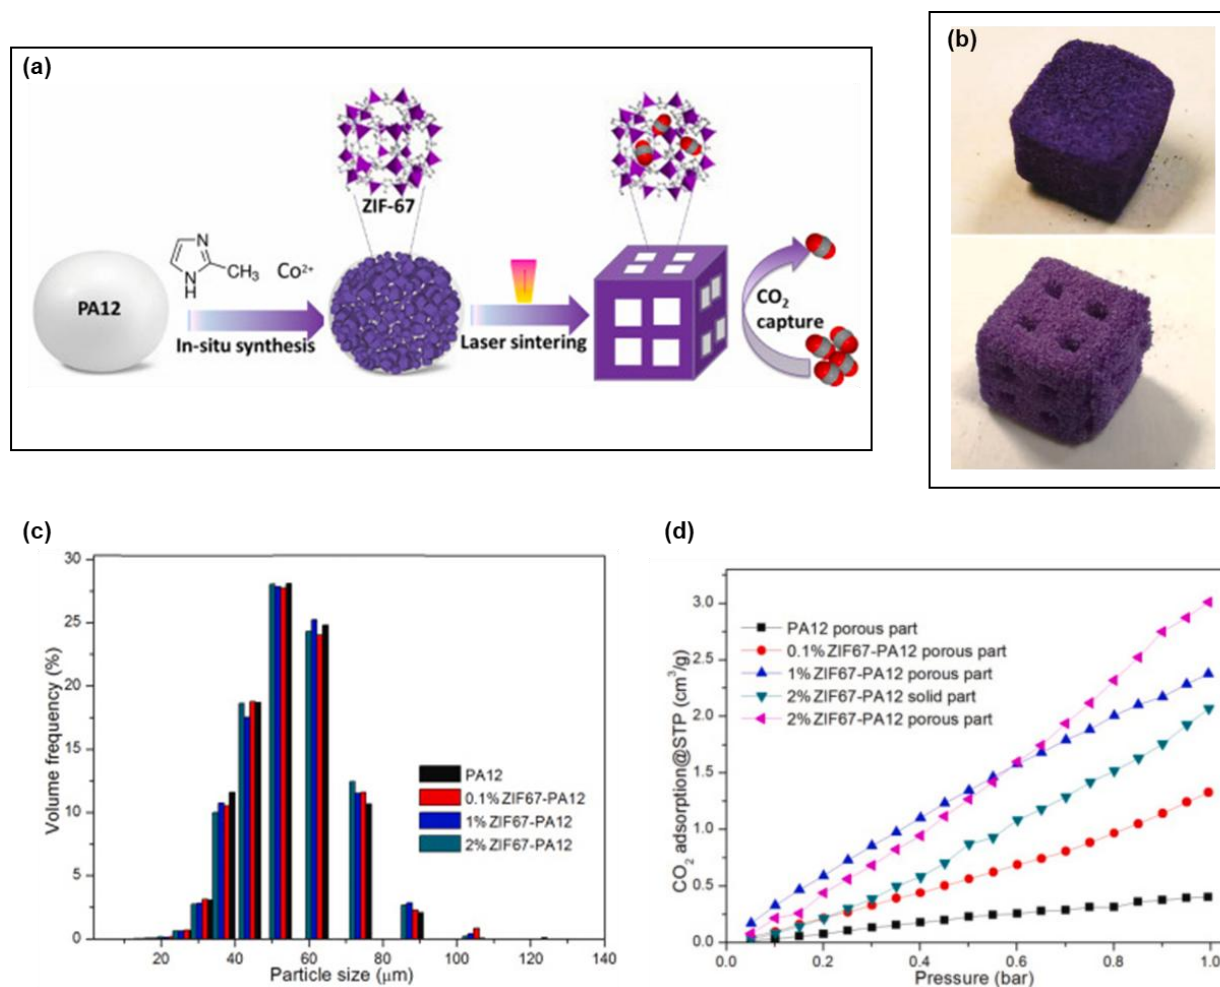 (a)
ZIF-67
PA12
N
N
H
CH₃
Co²⁺
In-situ synthesis
Laser sintering
CO₂
capture
(b)
(c)
30
25
20
15
10
5
0
Volume frequency (%)
PA12
0.1%ZIF67-PA12
1%ZIF67-PA12
2%ZIF67-PA12
20 40 60 80 100 120 140
Particle size (μm)
(d)
3.0
2.5
2.0
1.5
1.0
0.5
0.0
CO₂ adsorption@STP (cm³/g)
PA12 porous part
0.1%ZIF67-PA12 porous part
1%ZIF67-PA12 porous part
2%ZIF67-PA12 solid part
2%ZIF67-PA12 porous part
0.0 0.2 0.4 0.6 0.8 1.0
Pressure (bar)